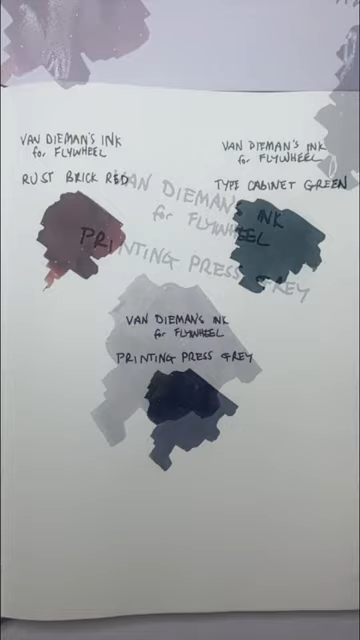 VAN DIEMAN'S INK
for FLYWHEEL
RUST BRICK RED
VAN DIEMAN'S INK
for FLYWHEEL
TYPE CABINET GREEN
VAN DIEMAN'S INK
for FLYWHEEL
PRINTING PRESS GREY
VAN DIEMAN'S INK
for FLYWHEEL
PRINTING PRESS GREY